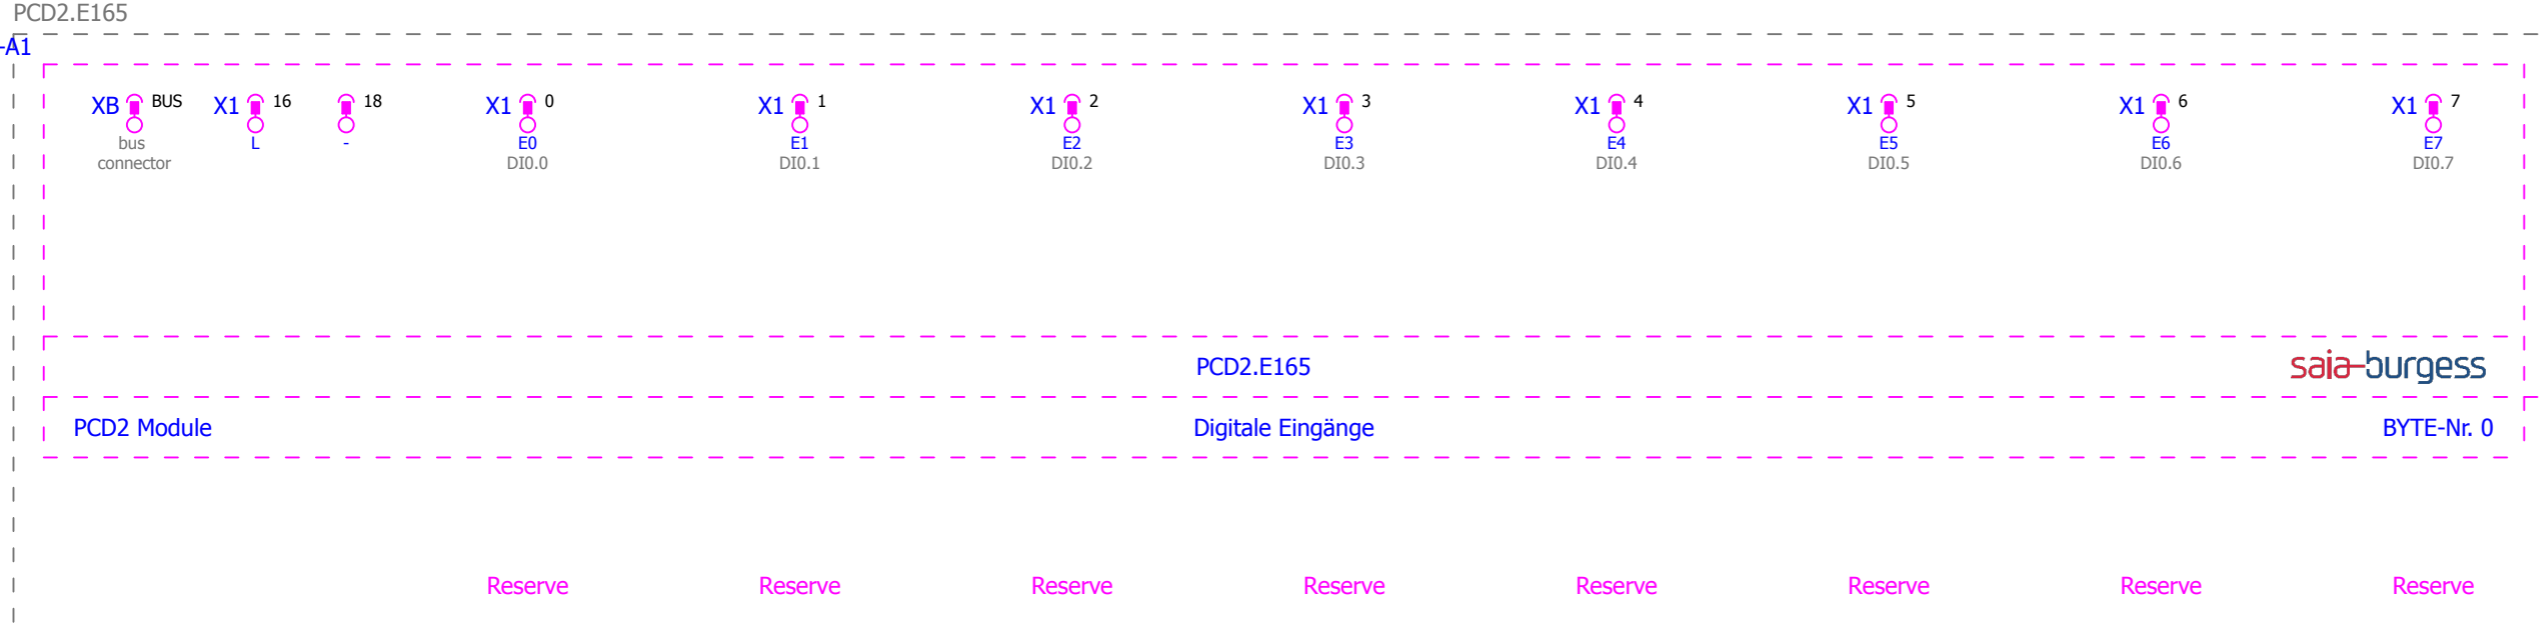 PCD2.E165
-A1
XB BUS X1 16 18 X1 0 X1 1 X1 2 X1 3 X1 4 X1 5 X1 6 X1 7
bus L - E0 E1 E2 E3 E4 E5 E6 E7
connector DI0.0 DI0.1 DI0.2 DI0.3 DI0.4 DI0.5 DI0.6 DI0.7
PCD2.E165 saia-burgess
PCD2 Module Digitale Eingänge BYTE-Nr. 0
Reserve Reserve Reserve Reserve Reserve Reserve Reserve Reserve